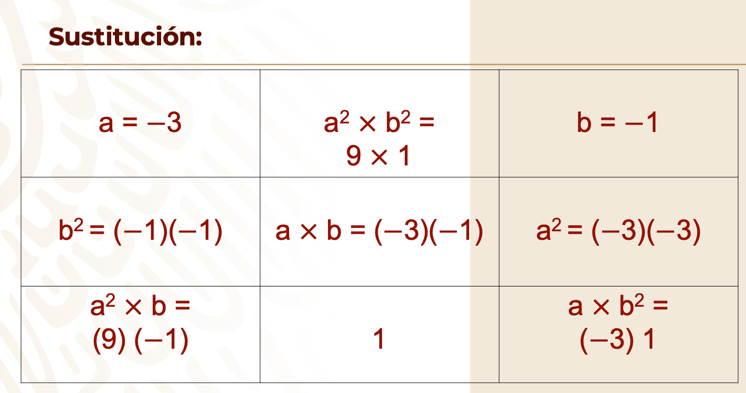 Sustitución:
a = −3
a² × b² =
9 × 1
b = −1
b² = (−1)(−1)
a × b = (−3)(−1)
a² = (−3)(−3)
a² × b =
(9) (−1)
1
a × b² =
(−3) 1